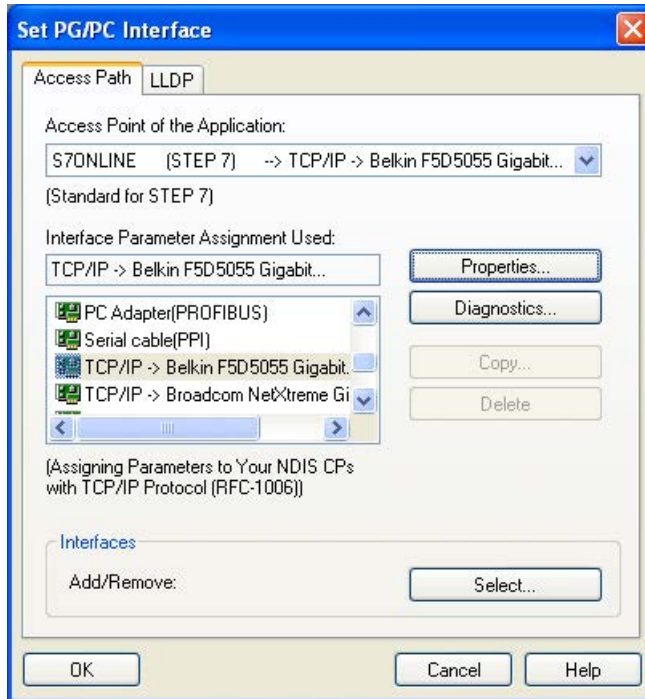 Set PG/PC Interface
Access Path
LLDP
Access Point of the Application:
S7ONLINE (STEP 7) --> TCP/IP -> Belkin F5D5055 Gigabit...
(Standard for STEP 7)
Interface Parameter Assignment Used:
TCP/IP -> Belkin F5D5055 Gigabit...
Properties...
PC Adapter(PROFIBUS)
Serial cable(PPI)
TCP/IP -> Belkin F5D5055 Gigabit.
TCP/IP -> Broadcom NetXtreme Gi
Diagnostics...
Copy...
Delete
(Assigning Parameters to Your NDIS CPs
with TCP/IP Protocol (RFC-1006))
Interfaces
Add/Remove:
Select...
OK
Cancel
Help